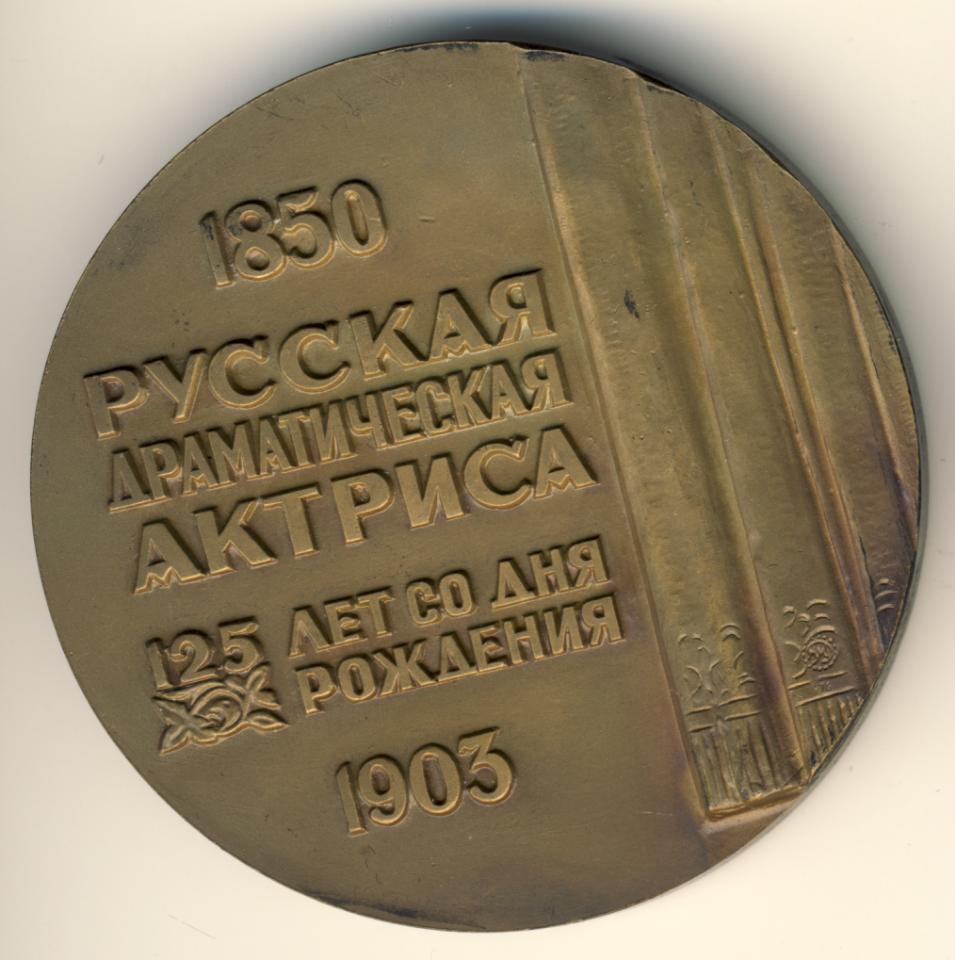 1850
РУССКАЯ
ДРАМАТИЧЕСКАЯ
АКТРИСА
125 ЛЕТ СО ДНЯ
РОЖДЕНИЯ
1903